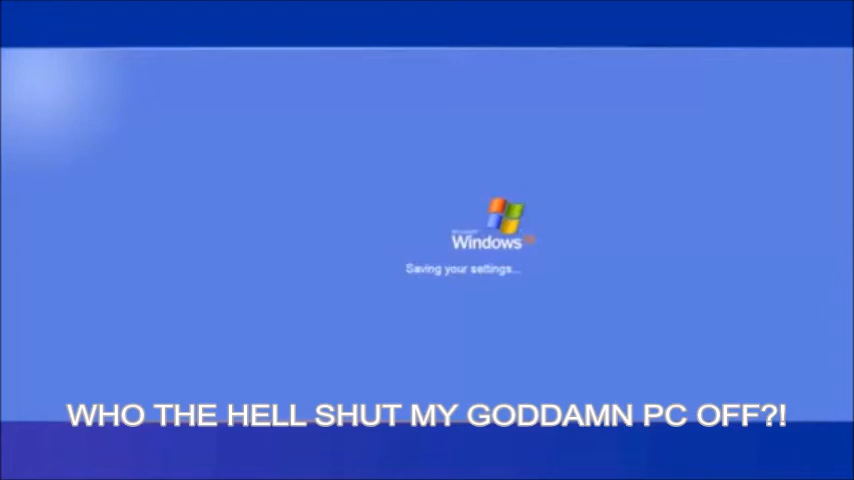 Windows
Saving your settings...
WHO THE HELL SHUT MY GODDAMN PC OFF?!